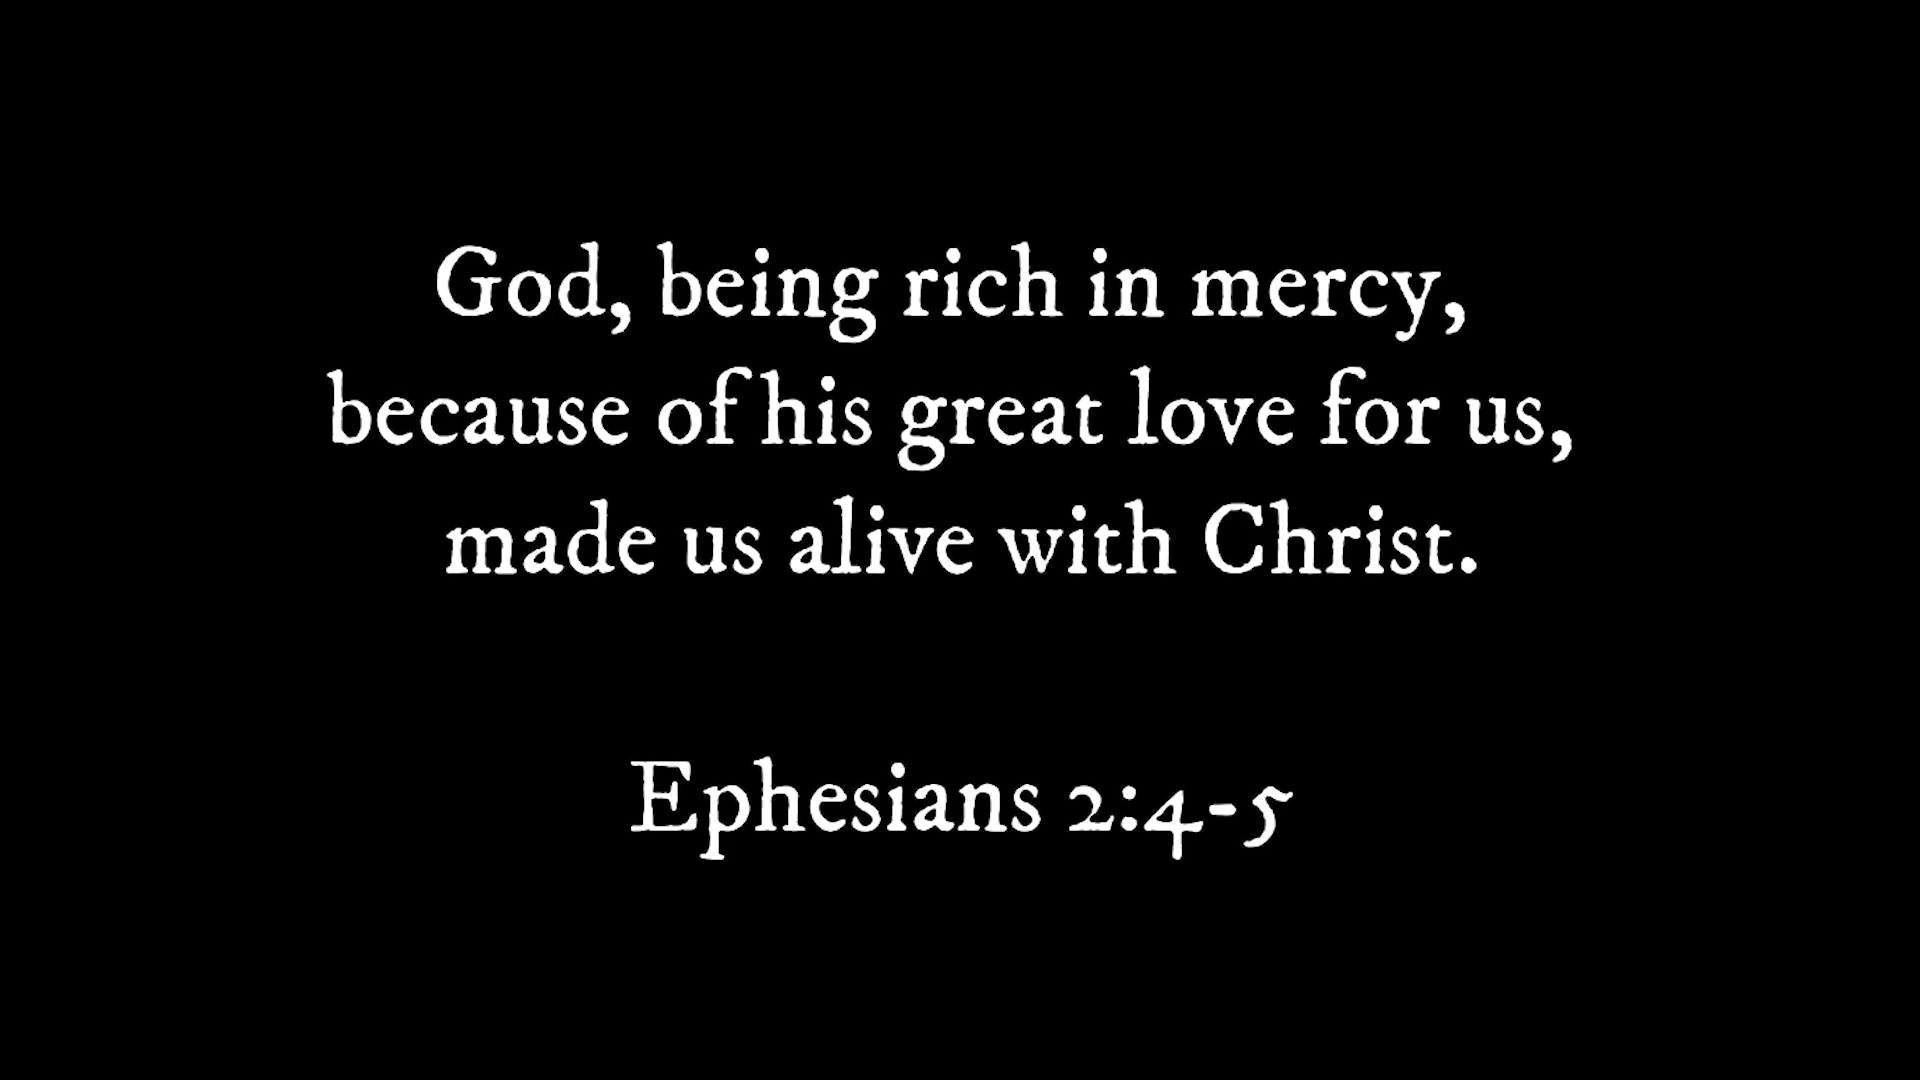 God, being rich in mercy,
because of his great love for us,
made us alive with Christ.
Ephesians 2:4-5